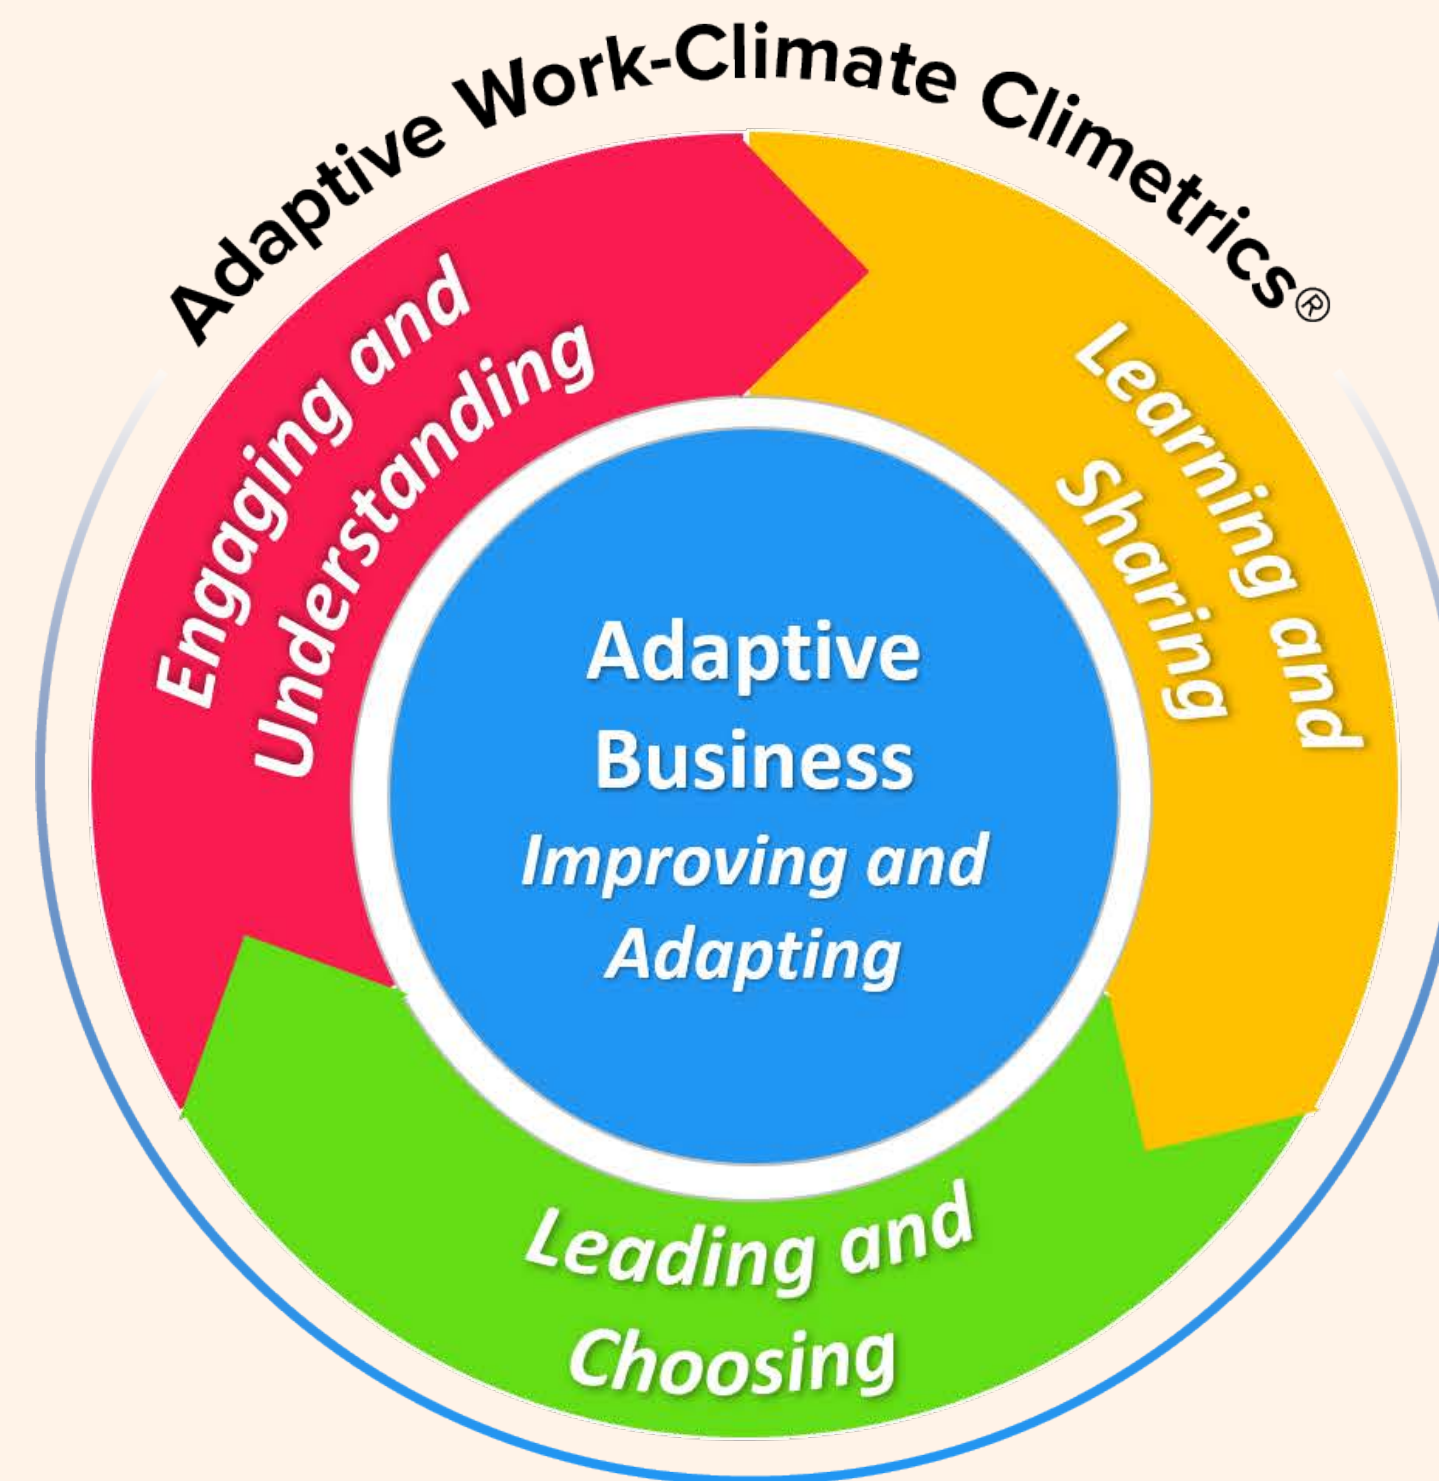 Adaptive Work-Climate Climetrics®
Engaging and
Understanding
Learning and
Sharing
Adaptive
Business
Improving and
Adapting
Leading and
Choosing